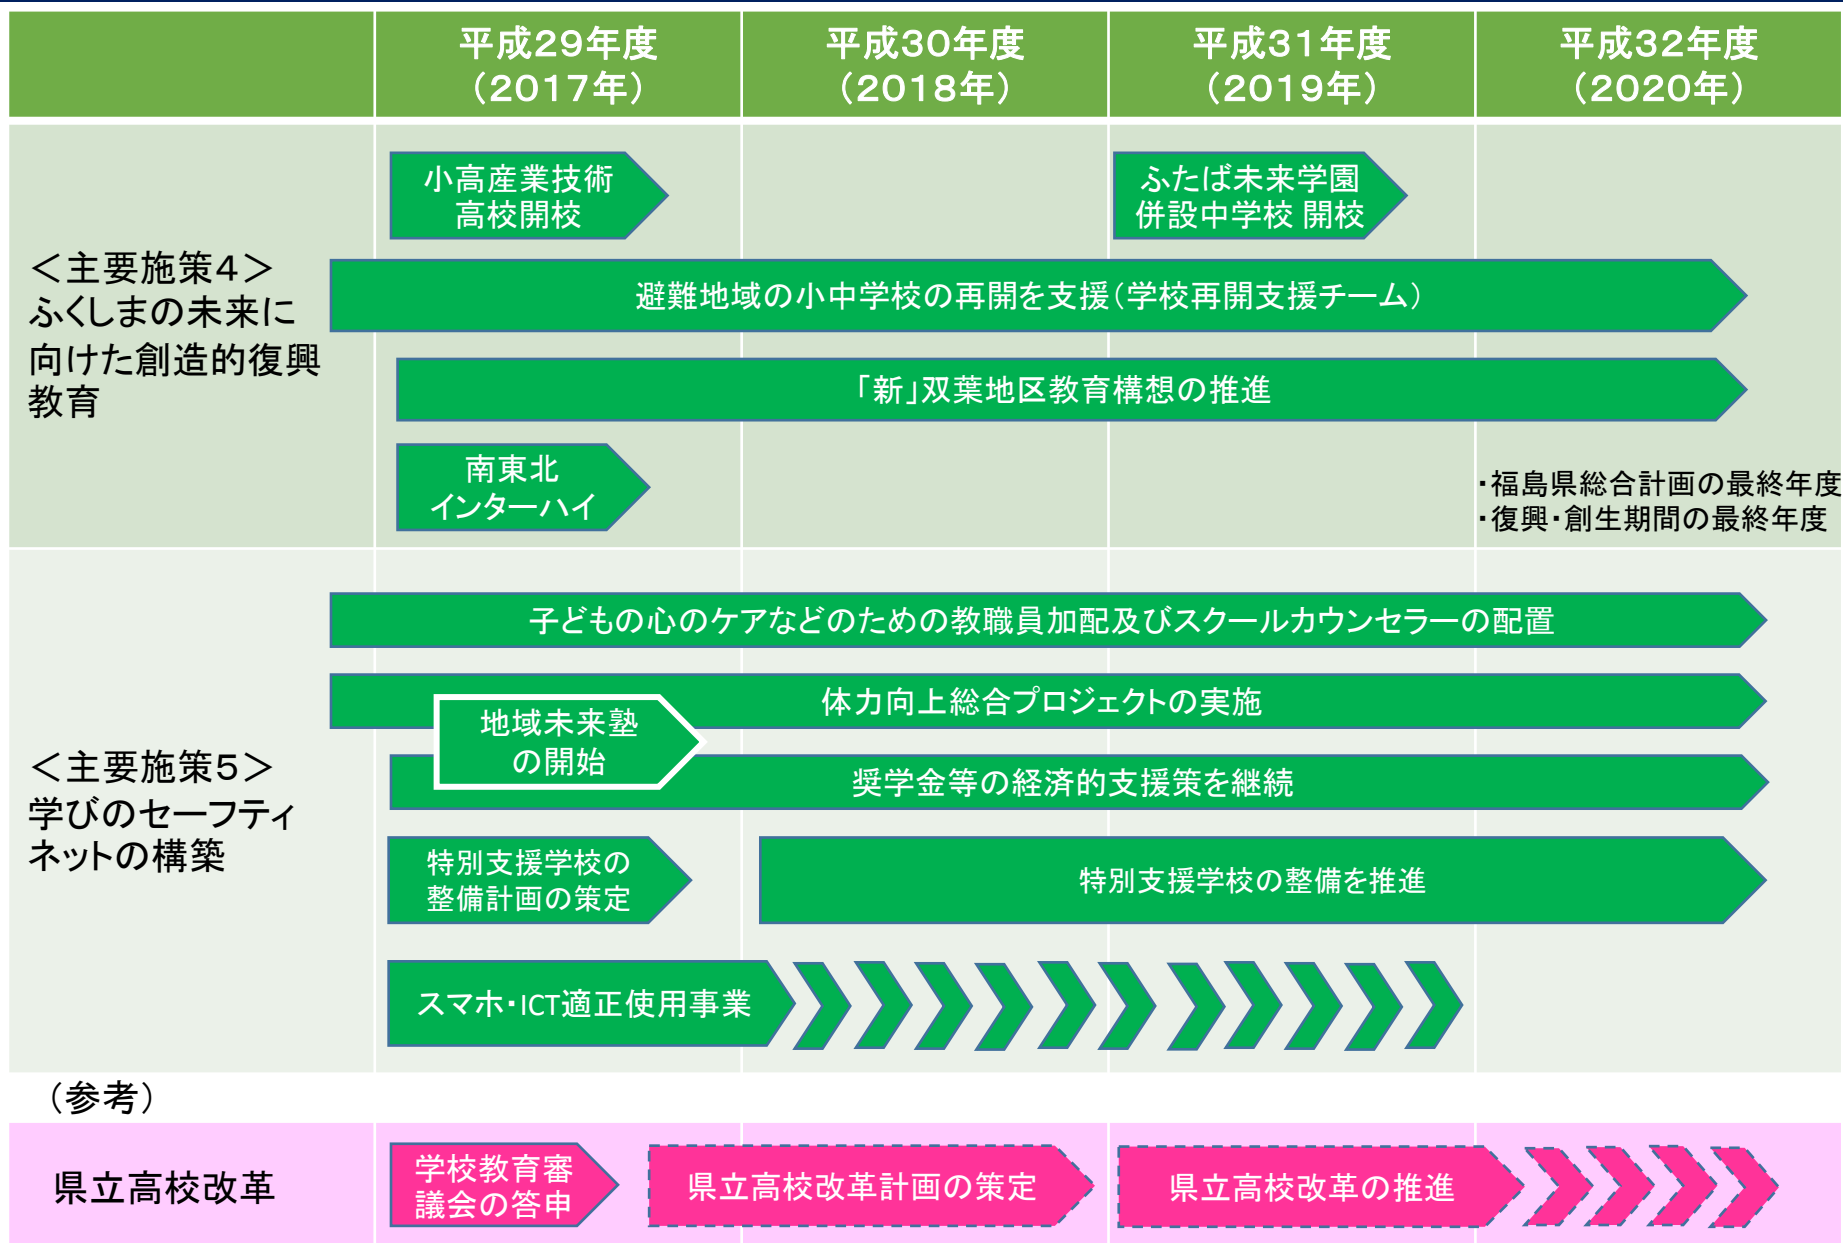 平成29年度
（2017年）
平成30年度
（2018年）
平成31年度
（2019年）
平成32年度
（2020年）
＜主要施策4＞
ふくしまの未来に
向けた創造的復興
教育
小高産業技術
高校開校
ふたば未来学園
併設中学校 開校
避難地域の小中学校の再開を支援（学校再開支援チーム）
「新」双葉地区教育構想の推進
南東北
インターハイ
・福島県総合計画の最終年度
・復興・創生期間の最終年度
＜主要施策5＞
学びのセーフティ
ネットの構築
子どもの心のケアなどのための教職員加配及びスクールカウンセラーの配置
体力向上総合プロジェクトの実施
地域未来塾
の開始
奨学金等の経済的支援策を継続
特別支援学校の
整備計画の策定
特別支援学校の整備を推進
スマホ・ICT適正使用事業
（参考）
県立高校改革
学校教育審
議会の答申
県立高校改革計画の策定
県立高校改革の推進